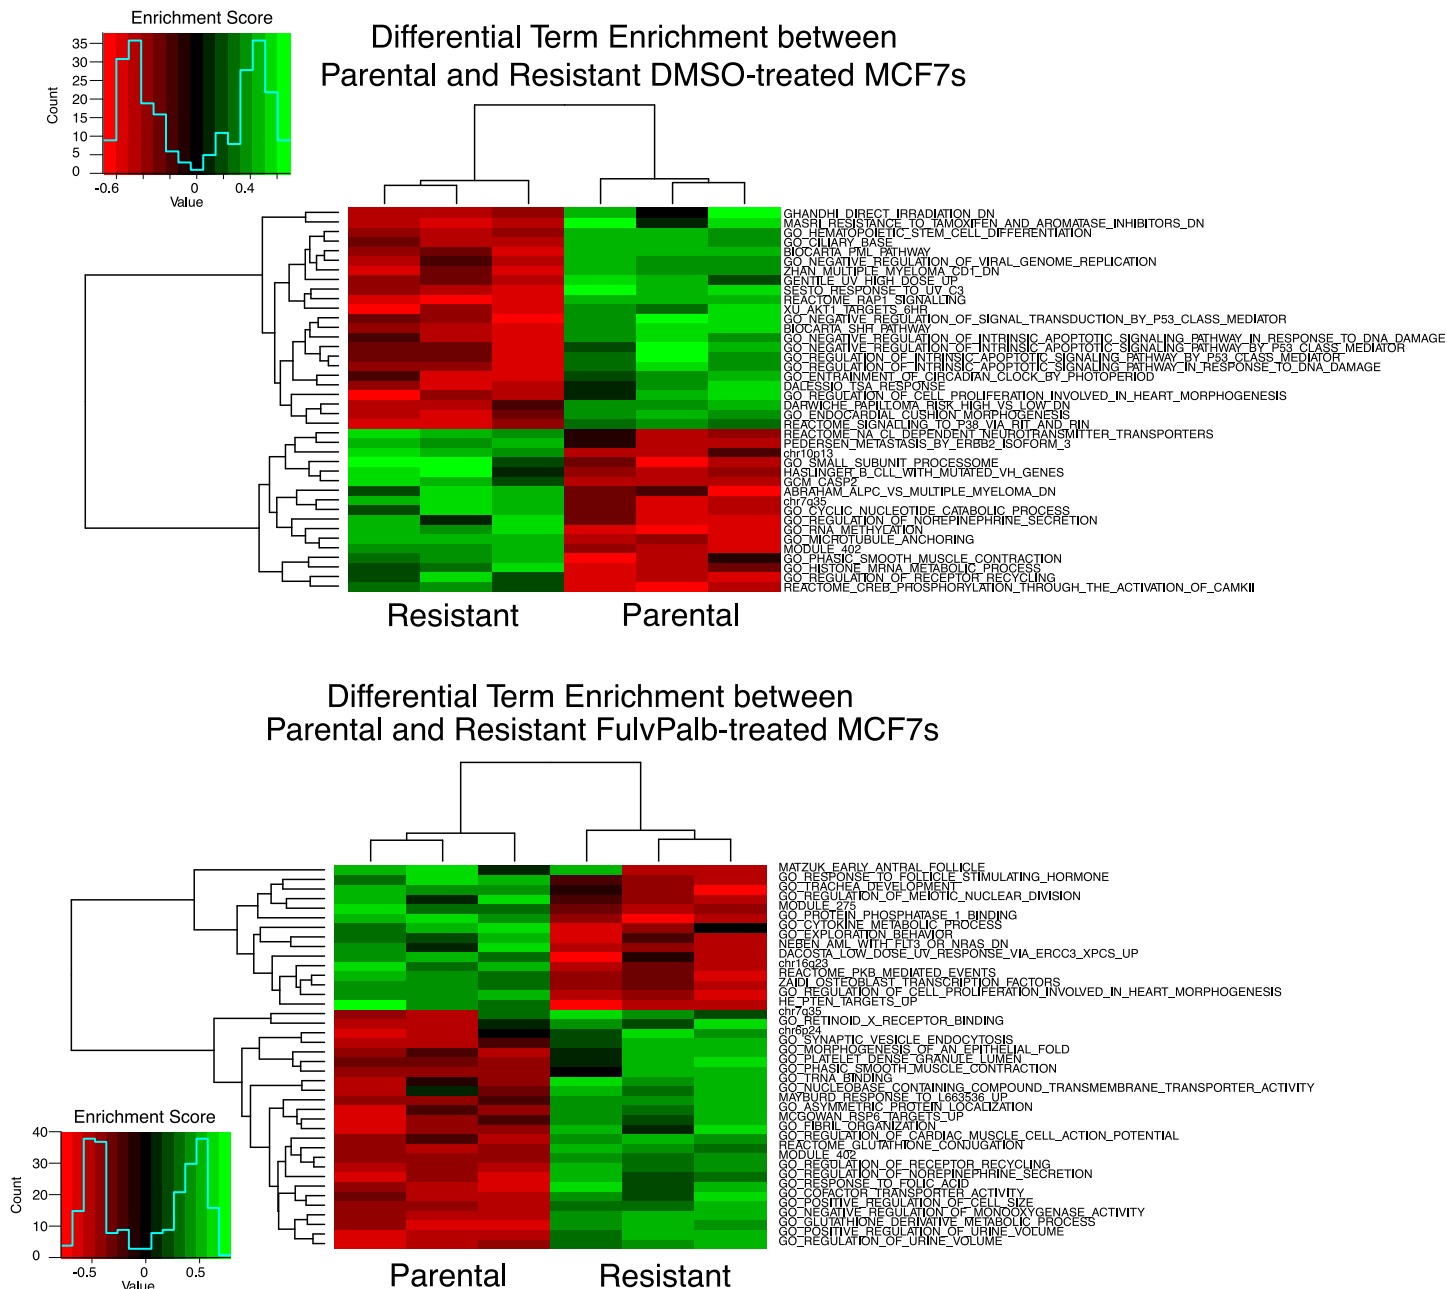 Enrichment Score
Differential Term Enrichment between
Parental and Resistant DMSO-treated MCF7s
35
30
25
20
15
10
5
0
Count
-0.6
0
0.4
Value
GHANDHI_DIRECT_IRRADIATION_DN
MASRI_RESISTANCE_TO_TAMOXIFEN_AND_AROMATASE_INHIBITORS_DN
GO_HEMATOPOIETIC_STEM_CELL_DIFFERENTIATION
GO_CILIARY_BASE
BIOCARTA_PML_PATHWAY
GO_NEGATIVE_REGULATION_OF_VIRAL_GENOME_REPLICATION
ZHAN_MULTIPLE_MYELOMA_CD1_DN
GENTILE_UV_HIGH_DOSE_UP
SESTO_RESPONSE_TO_UV_C3
REACTOME_RAP1_SIGNALLING
XU_AKT1_TARGETS_6HR
GO_NEGATIVE_REGULATION_OF_SIGNAL_TRANSDUCTION_BY_P53_CLASS_MEDIATOR
BIOCARTA_SHH_PATHWAY
GO_NEGATIVE_REGULATION_OF_INTRINSIC_APOPTOTIC_SIGNALING_PATHWAY_IN_RESPONSE_TO_DNA_DAMAGE
GO_NEGATIVE_REGULATION_OF_INTRINSIC_APOPTOTIC_SIGNALING_PATHWAY_BY_P53_CLASS_MEDIATOR
GO_REGULATION_OF_INTRINSIC_APOPTOTIC_SIGNALING_PATHWAY_BY_P53_CLASS_MEDIATOR
GO_REGULATION_OF_INTRINSIC_APOPTOTIC_SIGNALING_PATHWAY_IN_RESPONSE_TO_DNA_DAMAGE
GO_ENTRAINMENT_OF_CIRCADIAN_CLOCK_BY_PHOTOPERIOD
DALESSIO_TSA_RESPONSE
GO_REGULATION_OF_CELL_PROLIFERATION_INVOLVED_IN_HEART_MORPHOGENESIS
DARWICHE_PAPILLOMA_RISK_HIGH_VS_LOW_DN
GO_ENDOCARDIAL_CUSHION_MORPHOGENESIS
REACTOME_SIGNALLING_TO_P38_VIA_RIT_AND_RIN
REACTOME_NA_CL_DEPENDENT_NEUROTRANSMITTER_TRANSPORTERS
PEDERSEN_METASTASIS_BY_ERBB2_ISOFORM_3
chr10p13
GO_SMALL_SUBUNIT_PROCESSOME
HASLINGER_B_CLL_WITH_MUTATED_VH_GENES
GCM_CASP2
ABRAHAM_ALPC_VS_MULTIPLE_MYELOMA_DN
chr7q35
GO_CYCLIC_NUCLEOTIDE_CATABOLIC_PROCESS
GO_REGULATION_OF_NOREPINEPHRINE_SECRETION
GO_RNA_METHYLATION
GO_MICROTUBULE_ANCHORING
MODULE_402
GO_PHASIC_SMOOTH_MUSCLE_CONTRACTION
GO_HISTONE_MRNA_METABOLIC_PROCESS
GO_REGULATION_OF_RECEPTOR_RECYCLING
REACTOME_CREB_PHOSPHORYLATION_THROUGH_THE_ACTIVATION_OF_CAMKII
Resistant
Parental
Differential Term Enrichment between
Parental and Resistant FulvPalb-treated MCF7s
MATZUK_EARLY_ANTRAL_FOLLICLE
GO_RESPONSE_TO_FOLLICLE_STIMULATING_HORMONE
GO_TRACHEA_DEVELOPMENT
GO_REGULATION_OF_MEIOTIC_NUCLEAR_DIVISION
MODULE_275
GO_PROTEIN_PHOSPHATASE_1_BINDING
GO_CYTOKINE_METABOLIC_PROCESS
GO_EXPLORATION_BEHAVIOR
NEBEN_AML_WITH_FLT3_OR_NRAS_DN
DACOSTA_LOW_DOSE_UV_RESPONSE_VIA_ERCC3_XPCS_UP
chr16q23
REACTOME_PKB_MEDIATED_EVENTS
ZAIDI_OSTEOBLAST_TRANSCRIPTION_FACTORS
GO_REGULATION_OF_CELL_PROLIFERATION_INVOLVED_IN_HEART_MORPHOGENESIS
HE_PTEN_TARGETS_UP
chr7q35
GO_RETINOID_X_RECEPTOR_BINDING
chr6p24
GO_SYNAPTIC_VESICLE_ENDOCYTOSIS
GO_MORPHOGENESIS_OF_AN_EPITHELIAL_FOLD
GO_PLATELET_DENSE_GRANULE_LUMEN
GO_PHASIC_SMOOTH_MUSCLE_CONTRACTION
GO_TRNA_BINDING
GO_NUCLEOBASE_CONTAINING_COMPOUND_TRANSMEMBRANE_TRANSPORTER_ACTIVITY
MAYBURD_RESPONSE_TO_L663536_UP
GO_ASYMMETRIC_PROTEIN_LOCALIZATION
MCGOWAN_RSP6_TARGETS_UP
GO_FIBRIL_ORGANIZATION
GO_REGULATION_OF_CARDIAC_MUSCLE_CELL_ACTION_POTENTIAL
REACTOME_GLUTATHIONE_CONJUGATION
MODULE_402
GO_REGULATION_OF_RECEPTOR_RECYCLING
GO_REGULATION_OF_NOREPINEPHRINE_SECRETION
GO_RESPONSE_TO_FOLIC_ACID
GO_COFACTOR_TRANSPORTER_ACTIVITY
GO_POSITIVE_REGULATION_OF_CELL_SIZE
GO_NEGATIVE_REGULATION_OF_MONOOXYGENASE_ACTIVITY
GO_GLUTATHIONE_DERIVATIVE_METABOLIC_PROCESS
GO_POSITIVE_REGULATION_OF_URINE_VOLUME
GO_REGULATION_OF_URINE_VOLUME
Enrichment Score
40
30
20
10
0
Count
-0.5
0
0.5
Value
Parental
Resistant